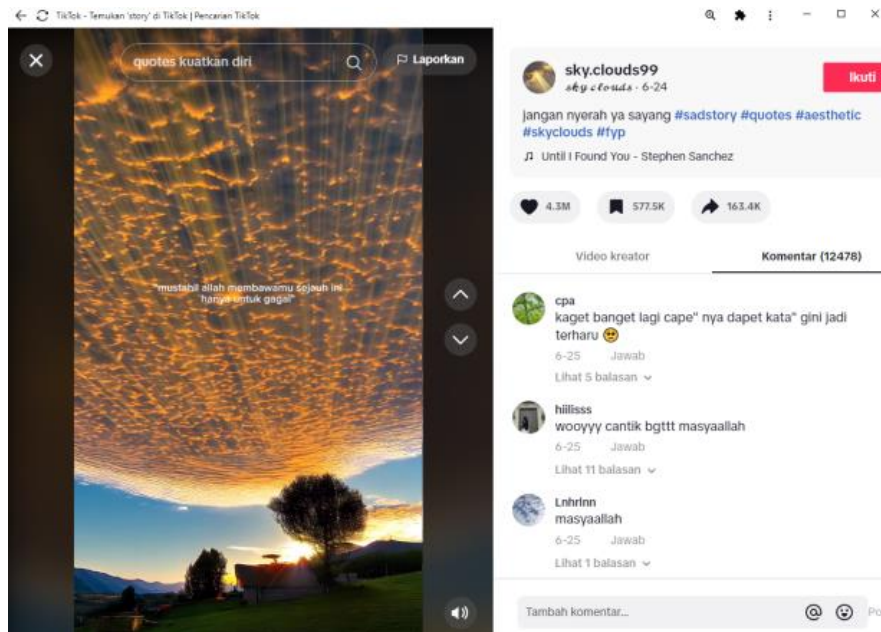 TikTok - Temukan 'story' di TikTok | Pencarian TikTok
quotes kuatkan diri
Laporkan
"mustahil allah membawamu sejauh ini
hanya untuk gagal"
sky.clouds99
sky clouds · 6-24
Ikuti
jangan nyerah ya sayang #sadstory #quotes #aesthetic
#skyclouds #fyp
Until I Found You - Stephen Sanchez
4.3M
577.5K
163.4K
Video kreator
Komentar (12478)
cpa
kaget banget lagi cape" nya dapet kata" gini jadi
terharu 🥹
6-25 Jawab
Lihat 5 balasan
hiilisss
wooyyy cantik bgttt masyaallah
6-25 Jawab
Lihat 11 balasan
Lnhrlnn
masyaallah
6-25 Jawab
Lihat 1 balasan
Tambah komentar...
Po